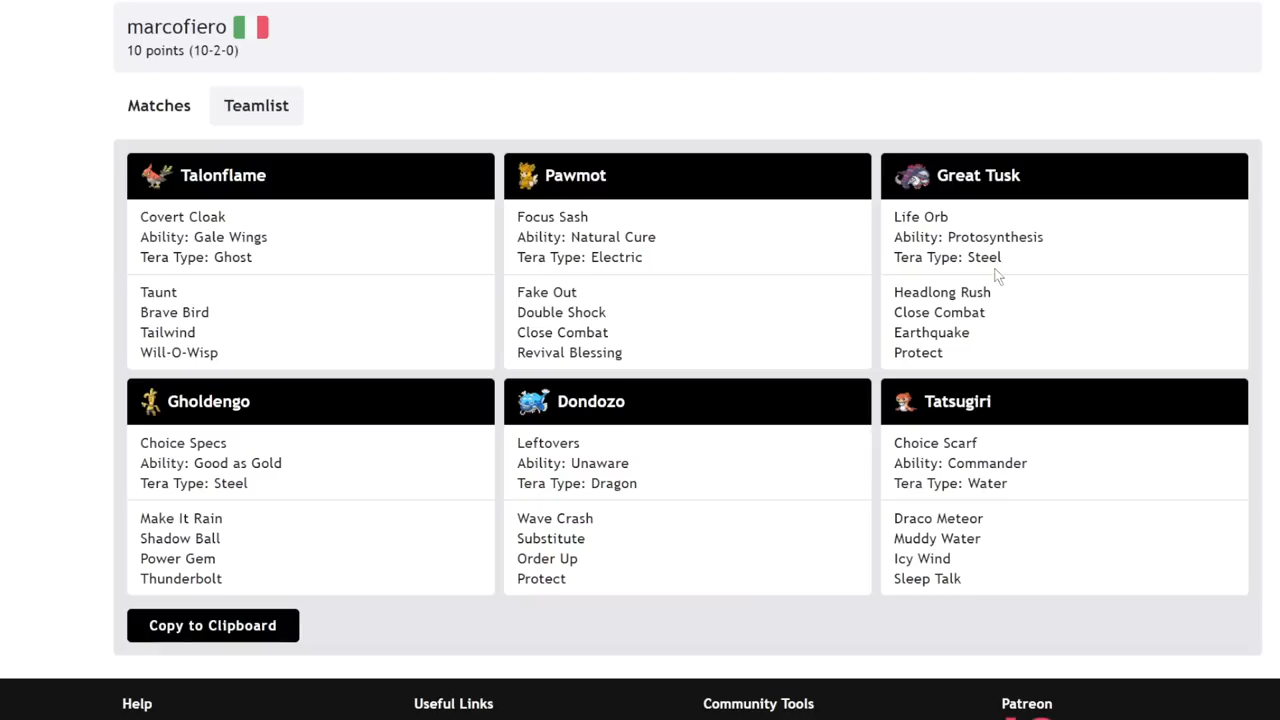 marcofiero
10 points (10-2-0)
Matches
Teamlist
Talonflame
Covert Cloak
Ability: Gale Wings
Tera Type: Ghost
Taunt
Brave Bird
Tailwind
Will-O-Wisp
Pawmot
Focus Sash
Ability: Natural Cure
Tera Type: Electric
Fake Out
Double Shock
Close Combat
Revival Blessing
Great Tusk
Life Orb
Ability: Protosynthesis
Tera Type: Steel
Headlong Rush
Close Combat
Earthquake
Protect
Gholdengo
Choice Specs
Ability: Good as Gold
Tera Type: Steel
Make It Rain
Shadow Ball
Power Gem
Thunderbolt
Dondozo
Leftovers
Ability: Unaware
Tera Type: Dragon
Wave Crash
Substitute
Order Up
Protect
Tatsugiri
Choice Scarf
Ability: Commander
Tera Type: Water
Draco Meteor
Muddy Water
Icy Wind
Sleep Talk
Copy to Clipboard
Help
Useful Links
Community Tools
Patreon